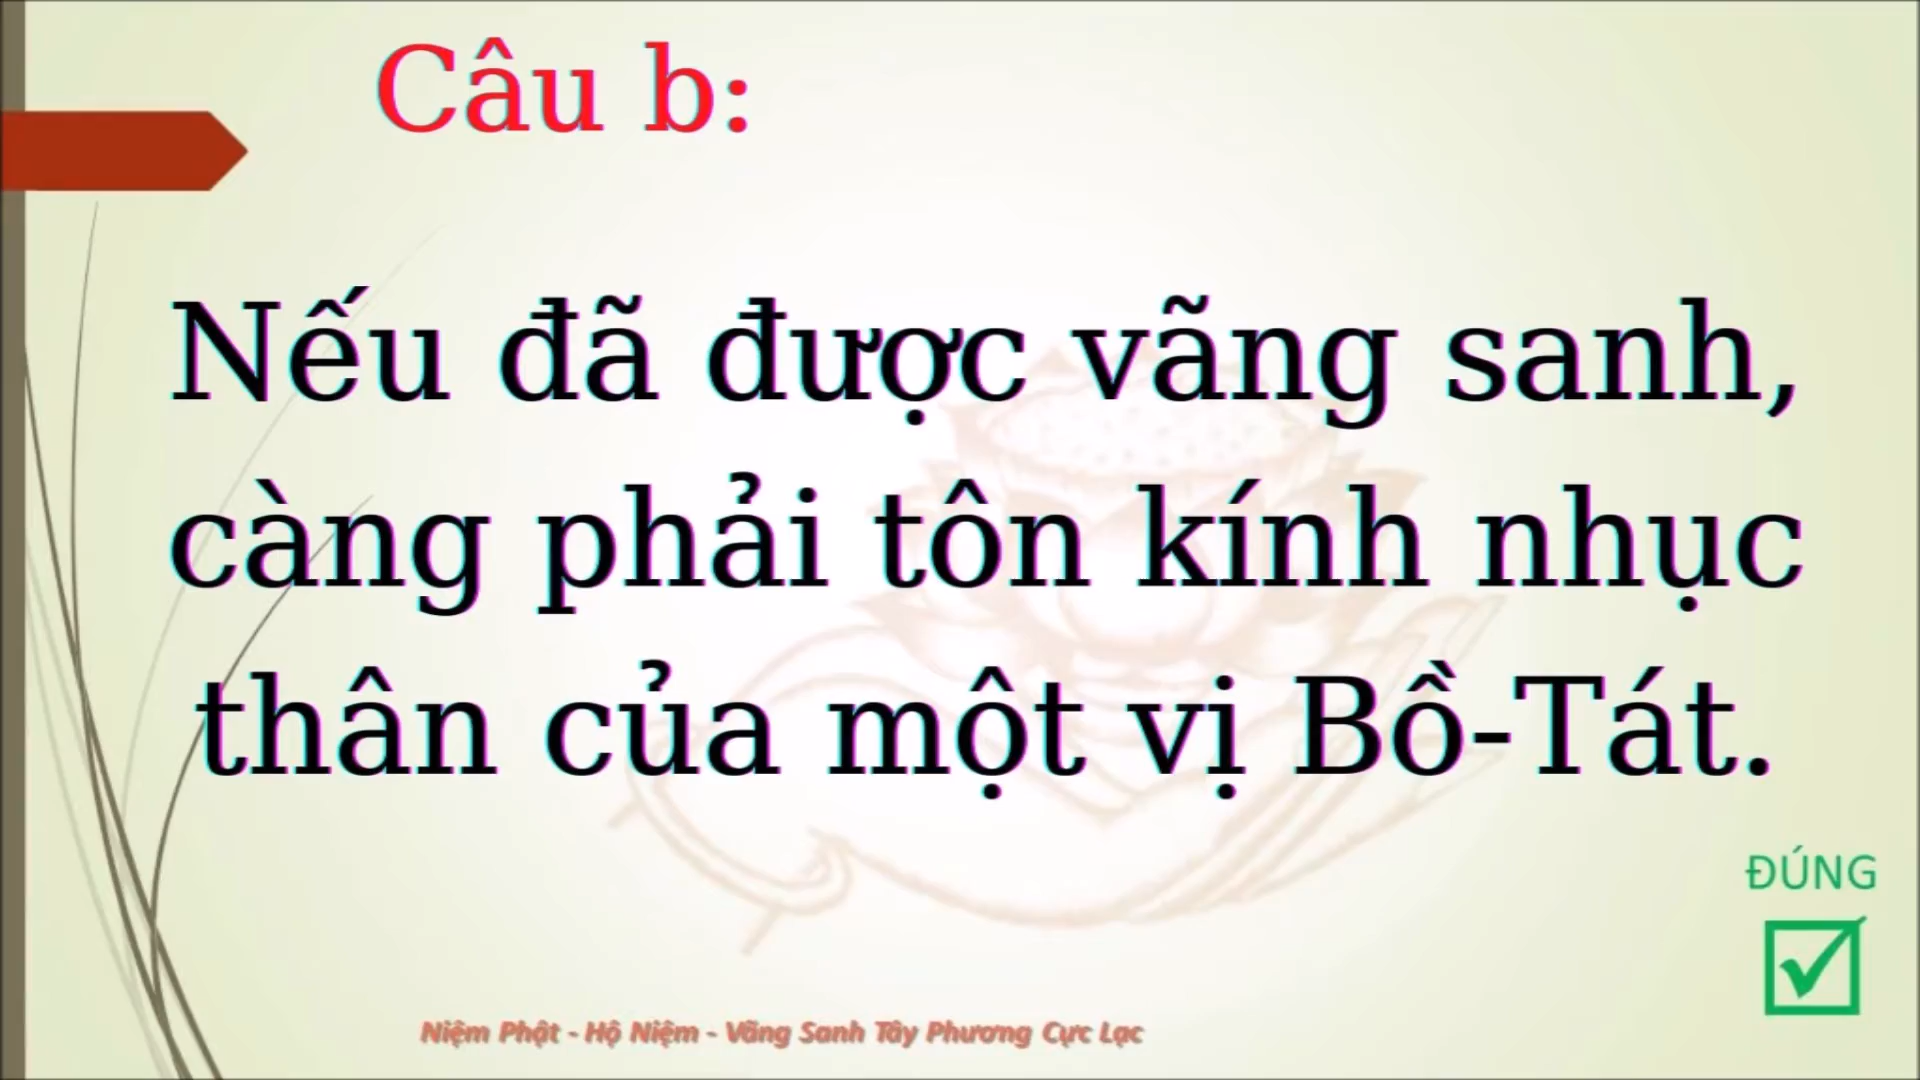 Câu b:
Nếu đã được vãng sanh,
càng phải tôn kính nhục
thân của một vị Bồ-Tát.
ĐÚNG
Niệm Phật - Hộ Niệm - Vãng Sanh Tây Phương Cực Lạc